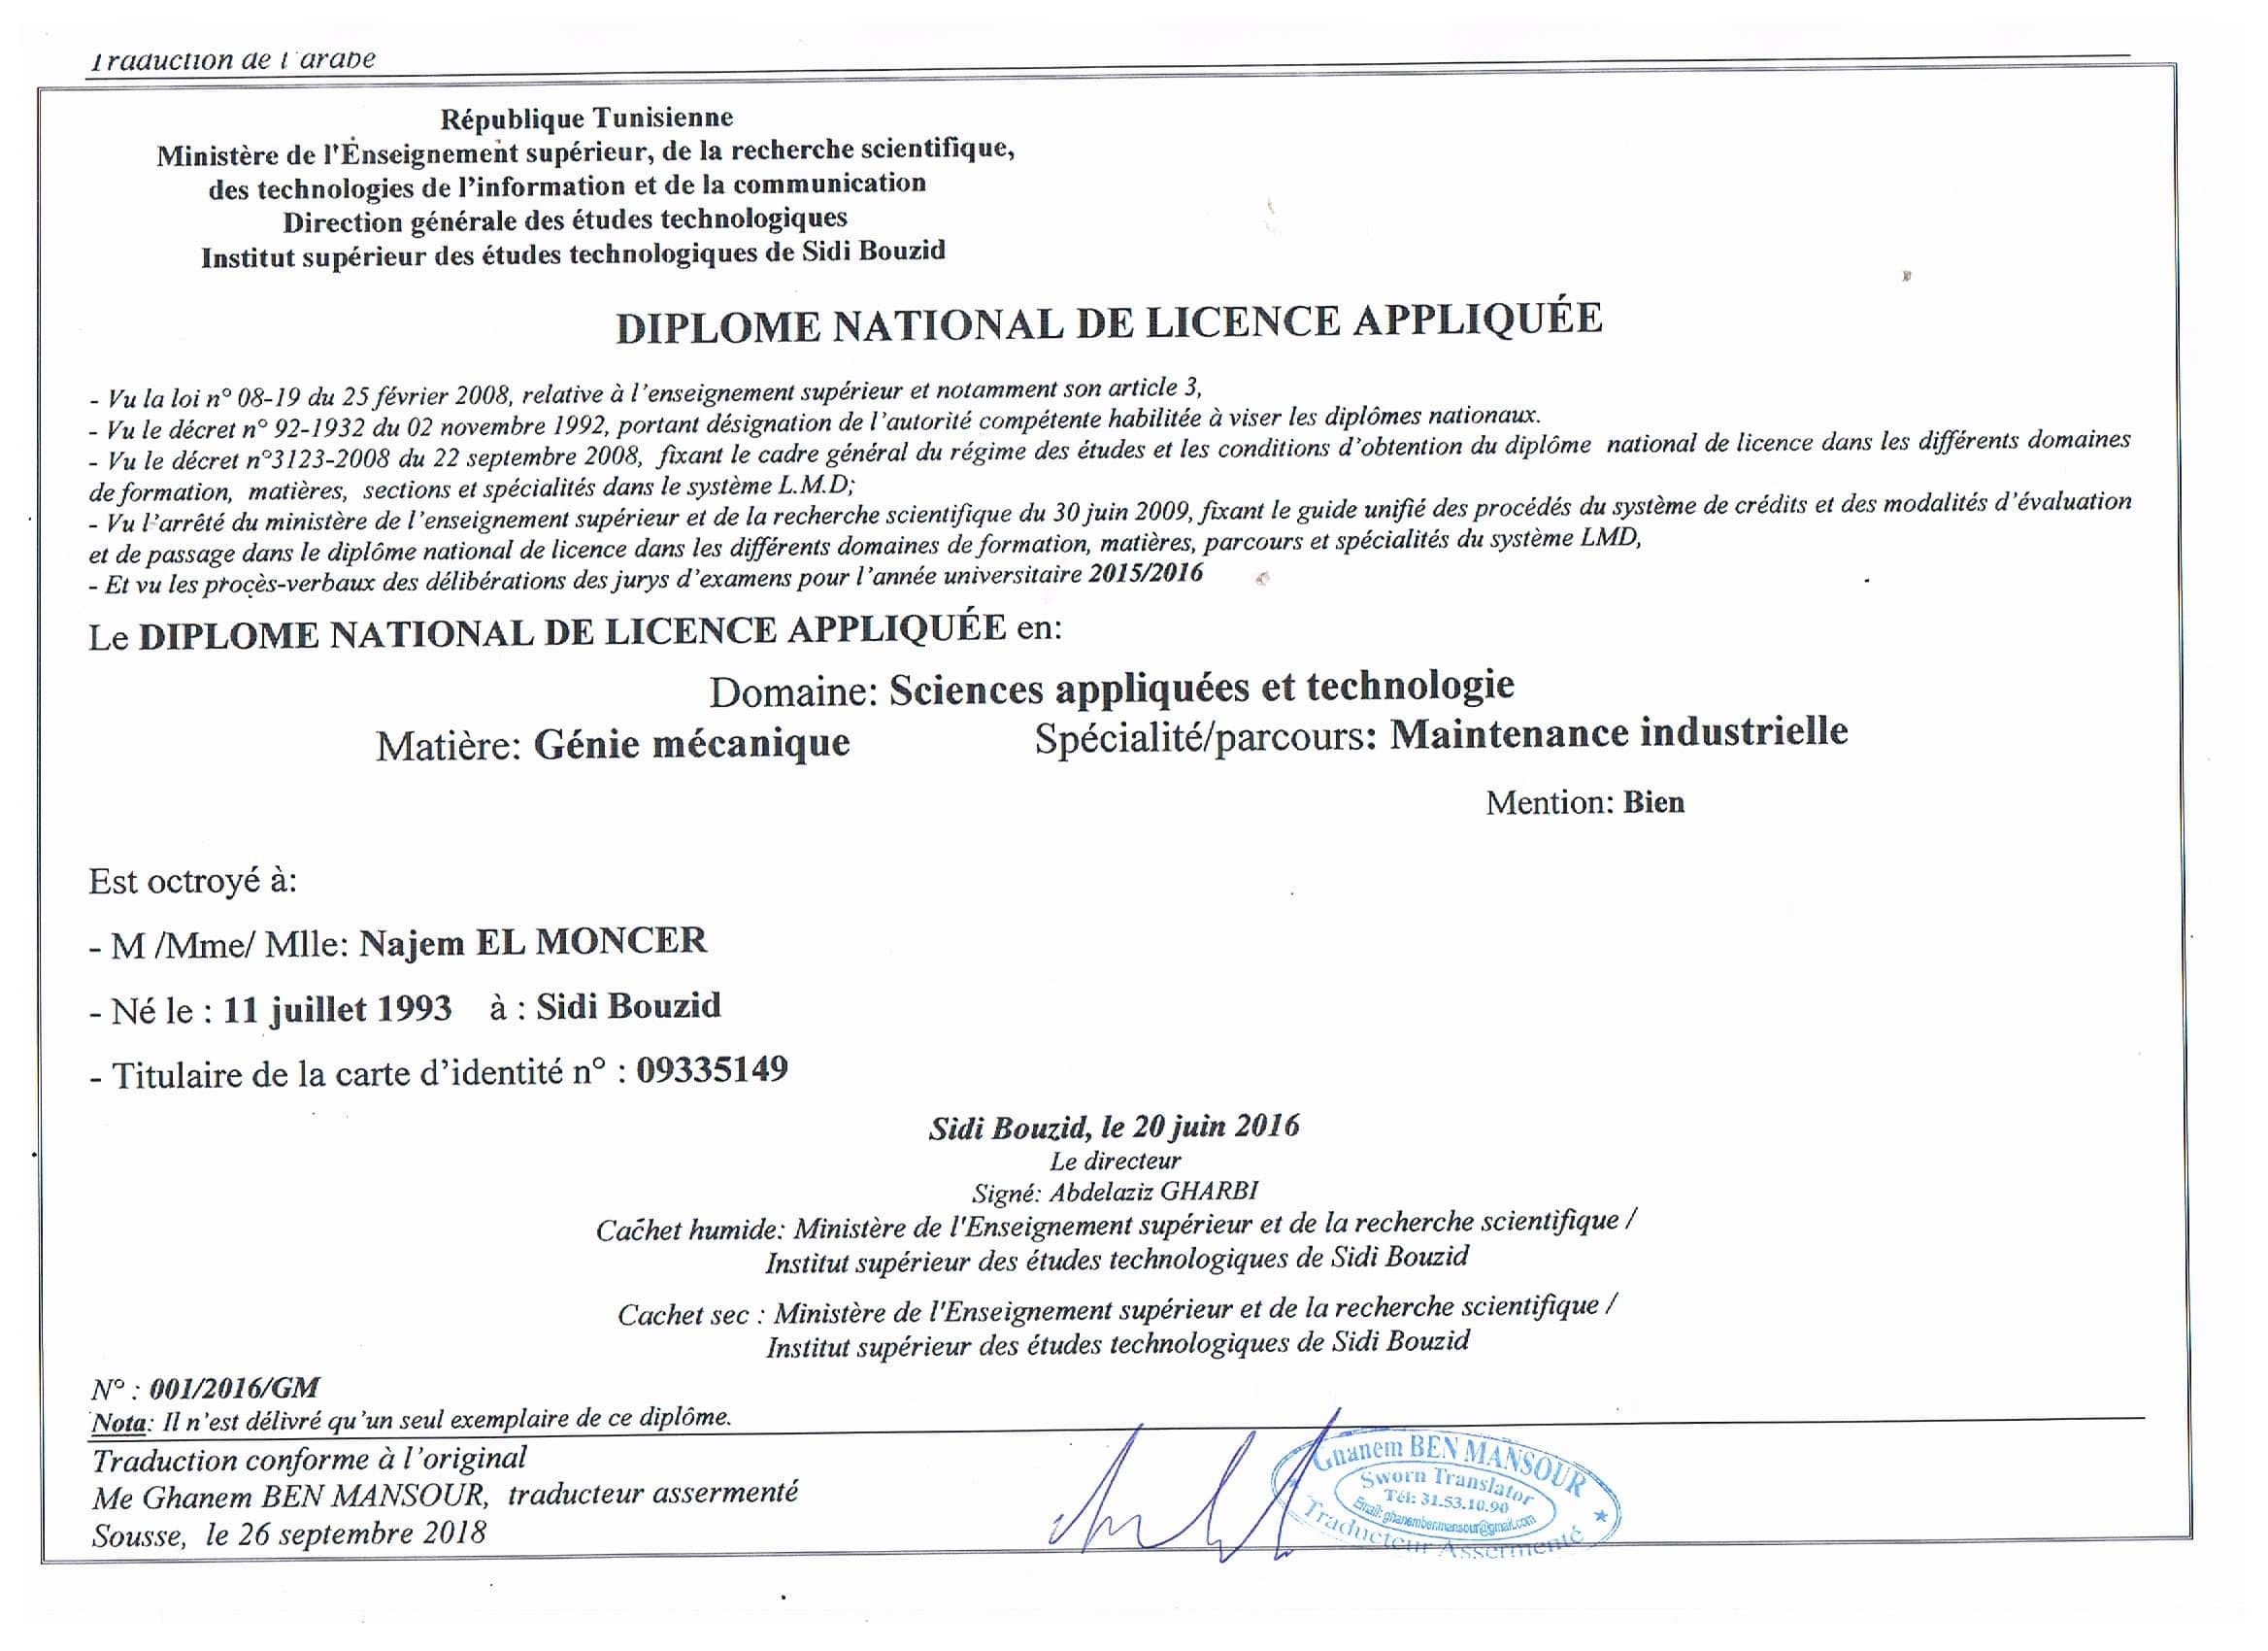 Traduction de l'arabe
République Tunisienne
Ministère de l'Enseignement supérieur, de la recherche scientifique,
des technologies de l'information et de la communication
Direction générale des études technologiques
Institut supérieur des études technologiques de Sidi Bouzid
DIPLOME NATIONAL DE LICENCE APPLIQUÉE
- Vu la loi n° 08-19 du 25 février 2008, relative à l'enseignement supérieur et notamment son article 3,
- Vu le décret n° 92-1932 du 02 novembre 1992, portant désignation de l'autorité compétente habilitée à viser les diplômes nationaux.
- Vu le décret n°3123-2008 du 22 septembre 2008, fixant le cadre général du régime des études et les conditions d'obtention du diplôme national de licence dans les différents domaines
de formation, matières, sections et spécialités dans le système L.M.D;
- Vu l'arrêté du ministère de l'enseignement supérieur et de la recherche scientifique du 30 juin 2009, fixant le guide unifié des procédés du système de crédits et des modalités d'évaluation
et de passage dans le diplôme national de licence dans les différents domaines de formation, matières, parcours et spécialités du système LMD,
- Et vu les procès-verbaux des délibérations des jurys d'examens pour l'année universitaire 2015/2016
Le DIPLOME NATIONAL DE LICENCE APPLIQUÉE en:
Domaine: Sciences appliquées et technologie
Matière: Génie mécanique Spécialité/parcours: Maintenance industrielle
Mention: Bien
Est octroyé à:
- M /Mme/ Mlle: Najem EL MONCER
- Né le : 11 juillet 1993 à : Sidi Bouzid
- Titulaire de la carte d'identité n° : 09335149
Sidi Bouzid, le 20 juin 2016
Le directeur
Signé: Abdelaziz GHARBI
Cachet humide: Ministère de l'Enseignement supérieur et de la recherche scientifique /
Institut supérieur des études technologiques de Sidi Bouzid
Cachet sec : Ministère de l'Enseignement supérieur et de la recherche scientifique /
Institut supérieur des études technologiques de Sidi Bouzid
N° : 001/2016/GM
Nota: Il n'est délivré qu'un seul exemplaire de ce diplôme.
Traduction conforme à l'original
Me Ghanem BEN MANSOUR, traducteur assermenté
Sousse, le 26 septembre 2018
Ghanem BEN MANSOUR
Sworn Translator
Tél: 31.53.10.90
Email: ghanembenmansour@gmail.com
Traducteur Assermenté